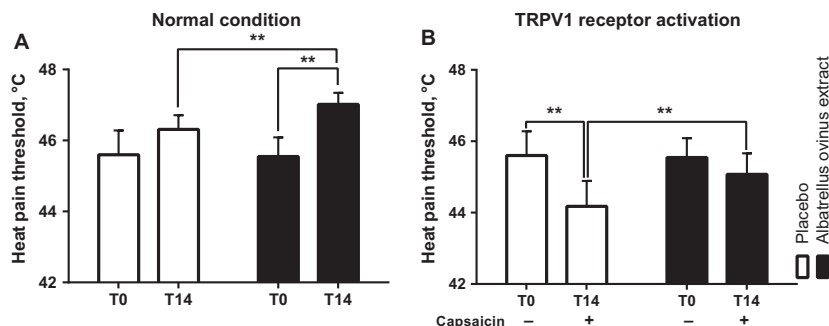 Normal condition
A
**
**
Heat pain threshold, °C
48
46
44
42
T0 T14 T0 T14
TRPV1 receptor activation
B
**
**
Heat pain threshold, °C
48
46
44
42
T0 T14 T0 T14
Capsaicin – + – +
Placebo
Albatrellus ovinus extract